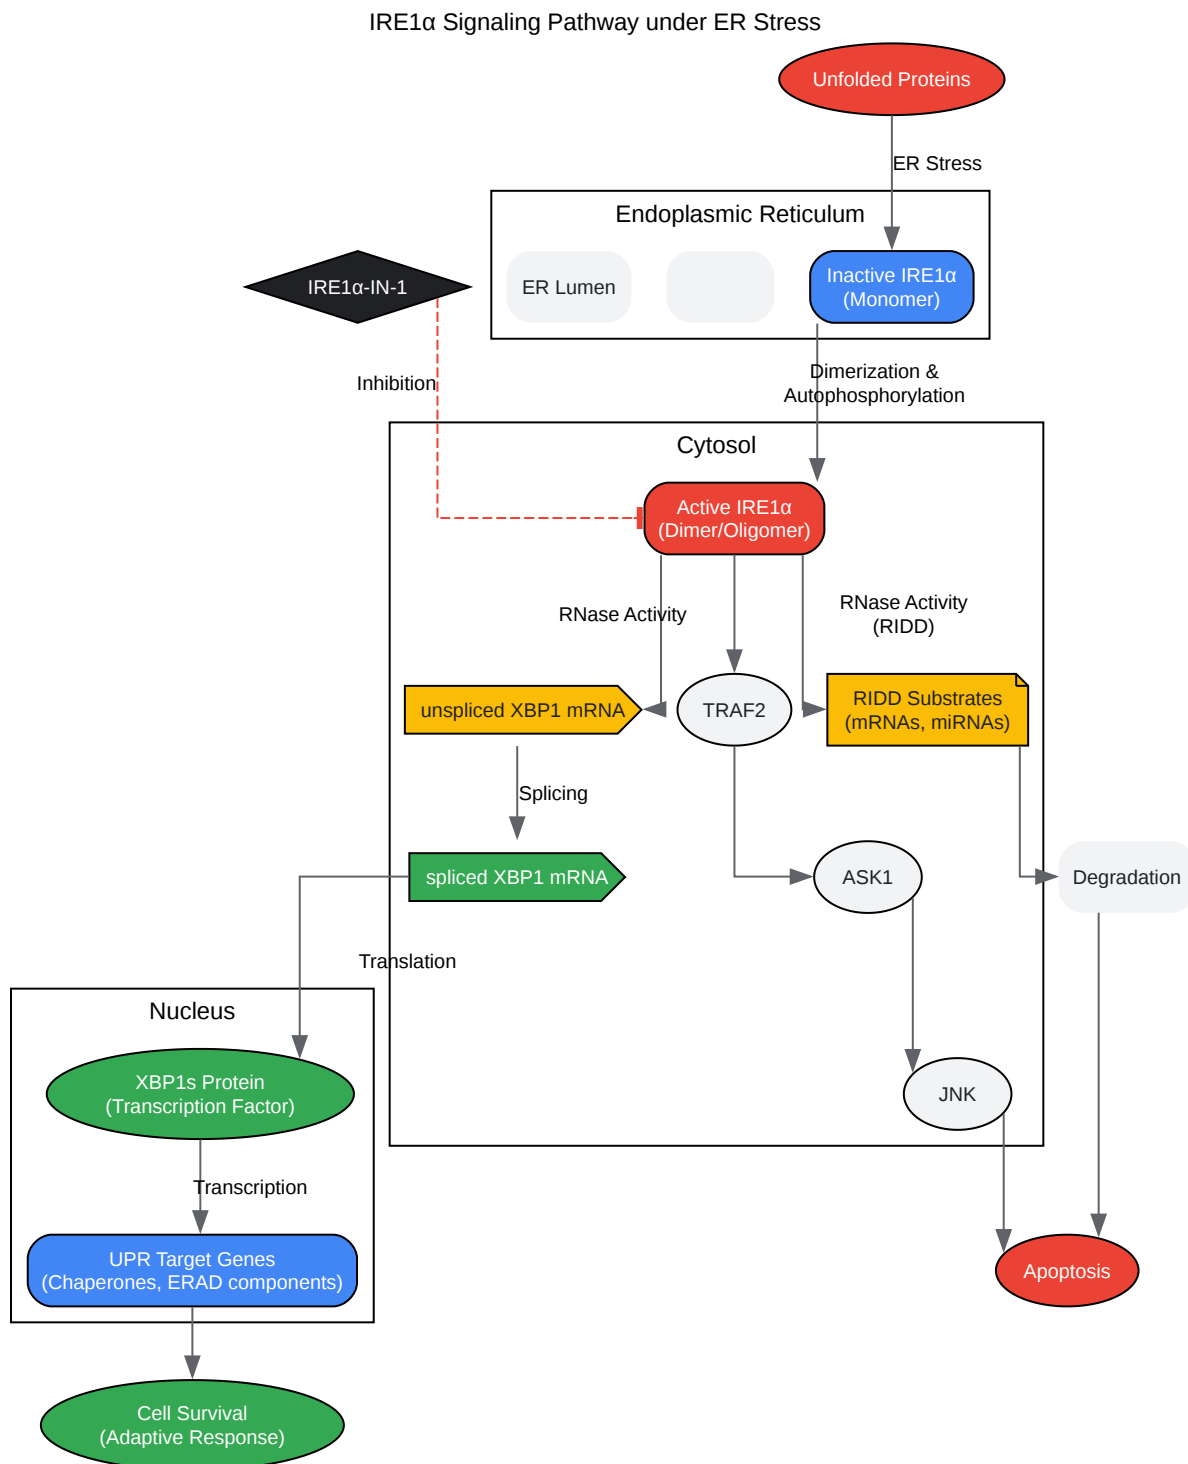 IRE1α Signaling Pathway under ER Stress
Unfolded Proteins
ER Stress
Endoplasmic Reticulum
IRE1α-IN-1
ER Lumen
Inactive IRE1α
(Monomer)
Inhibition
Dimerization &
Autophosphorylation
Cytosol
Active IRE1α
(Dimer/Oligomer)
RNase Activity
RNase Activity
(RIDD)
unspliced XBP1 mRNA
TRAF2
RIDD Substrates
(mRNAs, miRNAs)
Splicing
spliced XBP1 mRNA
ASK1
Degradation
Translation
Nucleus
XBP1s Protein
(Transcription Factor)
JNK
Transcription
UPR Target Genes
(Chaperones, ERAD components)
Apoptosis
Cell Survival
(Adaptive Response)